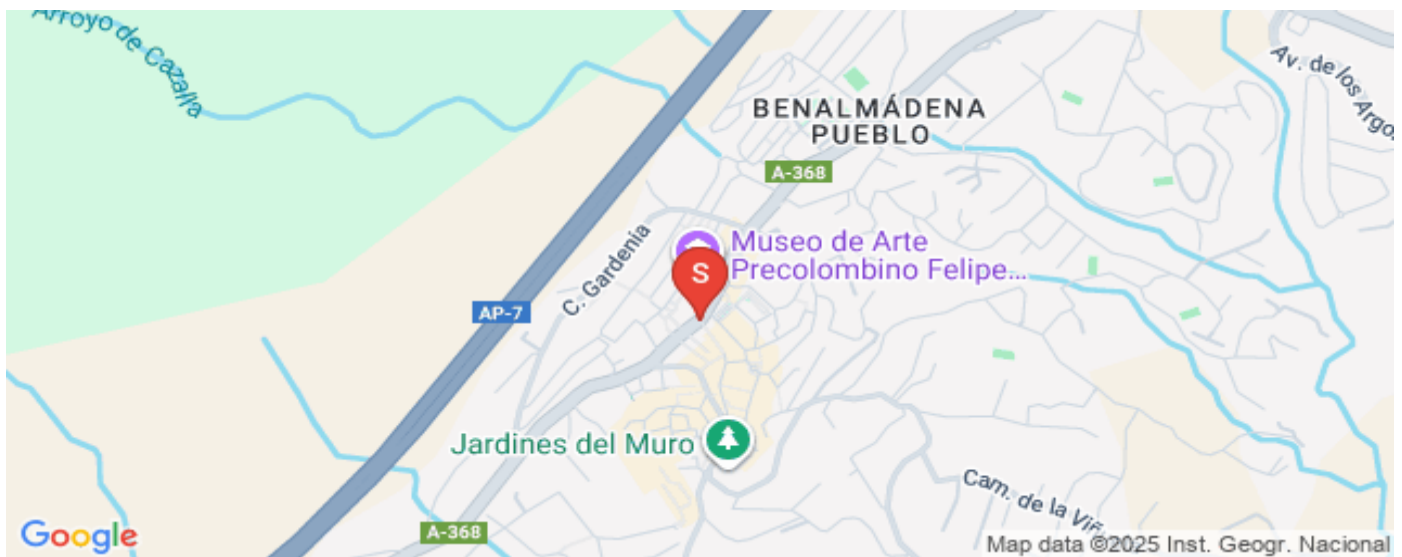 Arroyo de Cazalla
Av. de los Argo
BENALMÁDENA
PUEBLO
A-368
C. Gardenia
Museo de Arte
Precolombino Felipe...
S
AP-7
Jardines del Muro
Cam. de la Viñ
A-368
Google
Map data ©2025 Inst. Geogr. Nacional